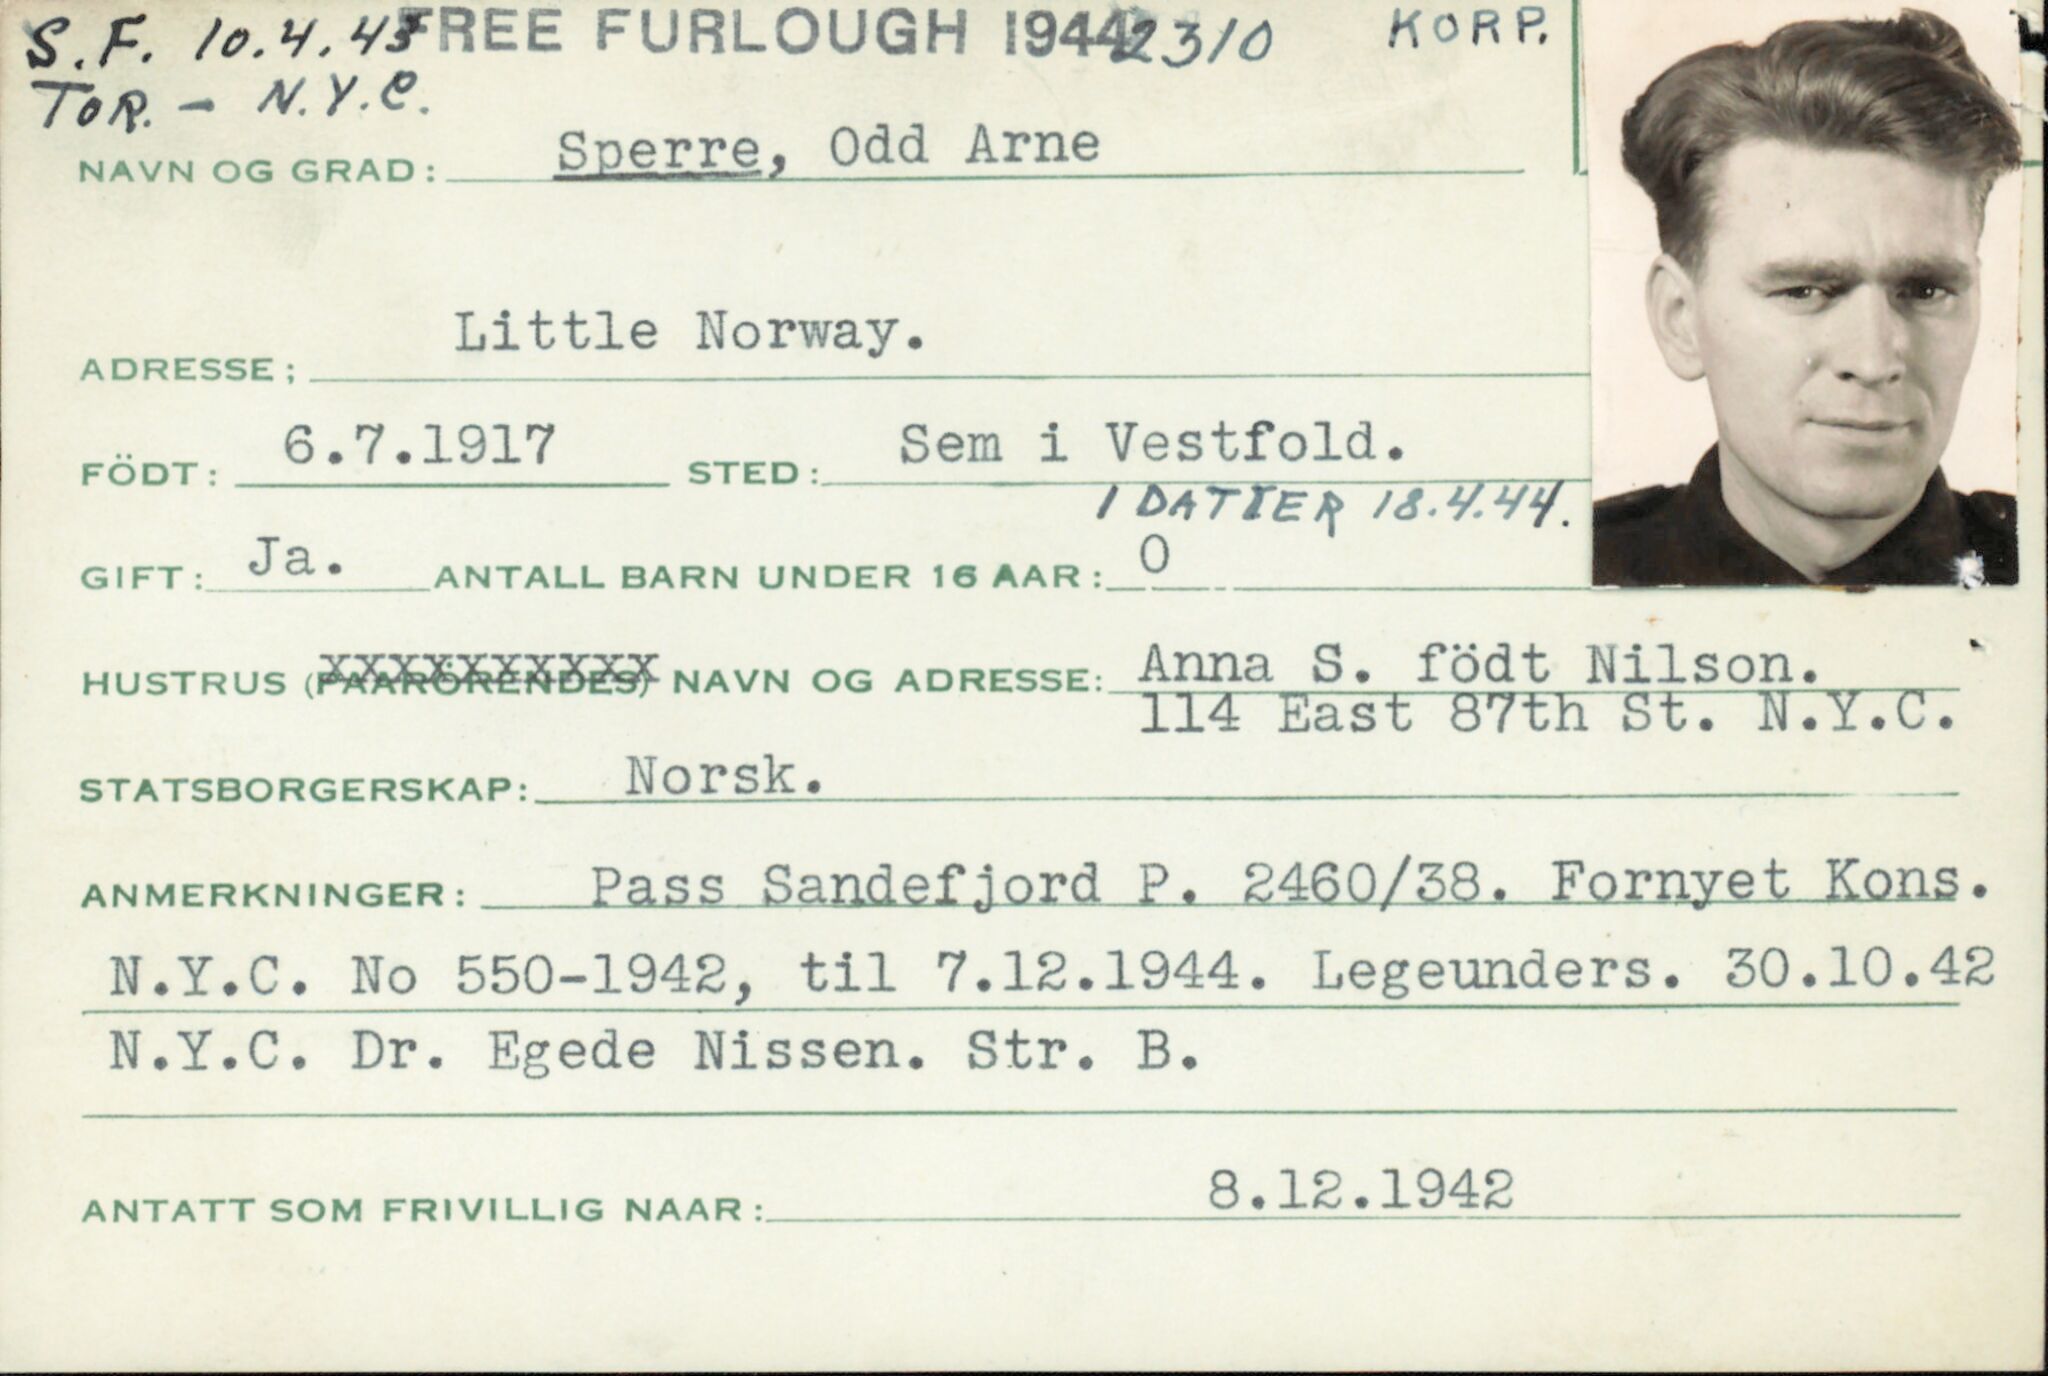 S.F. 10.4.43 FREE FURLOUGH 1944 2310 KORP.
TOR. - N.Y.C.
NAVN OG GRAD: Sperre, Odd Arne
ADRESSE; Little Norway.
FÖDT: 6.7.1917 STED: Sem i Vestfold.
1 DATTER 18.4.44.
GIFT: Ja. ANTALL BARN UNDER 16 AAR: 0
HUSTRUS (PAARÖRENDES) NAVN OG ADRESSE: Anna S. födt Nilson.
114 East 87th St. N.Y.C.
STATSBORGERSKAP: Norsk.
ANMERKNINGER: Pass Sandefjord P. 2460/38. Fornyet Kons.
N.Y.C. No 550-1942, til 7.12.1944. Legeunders. 30.10.42
N.Y.C. Dr. Egede Nissen. Str. B.
ANTATT SOM FRIVILLIG NAAR: 8.12.1942